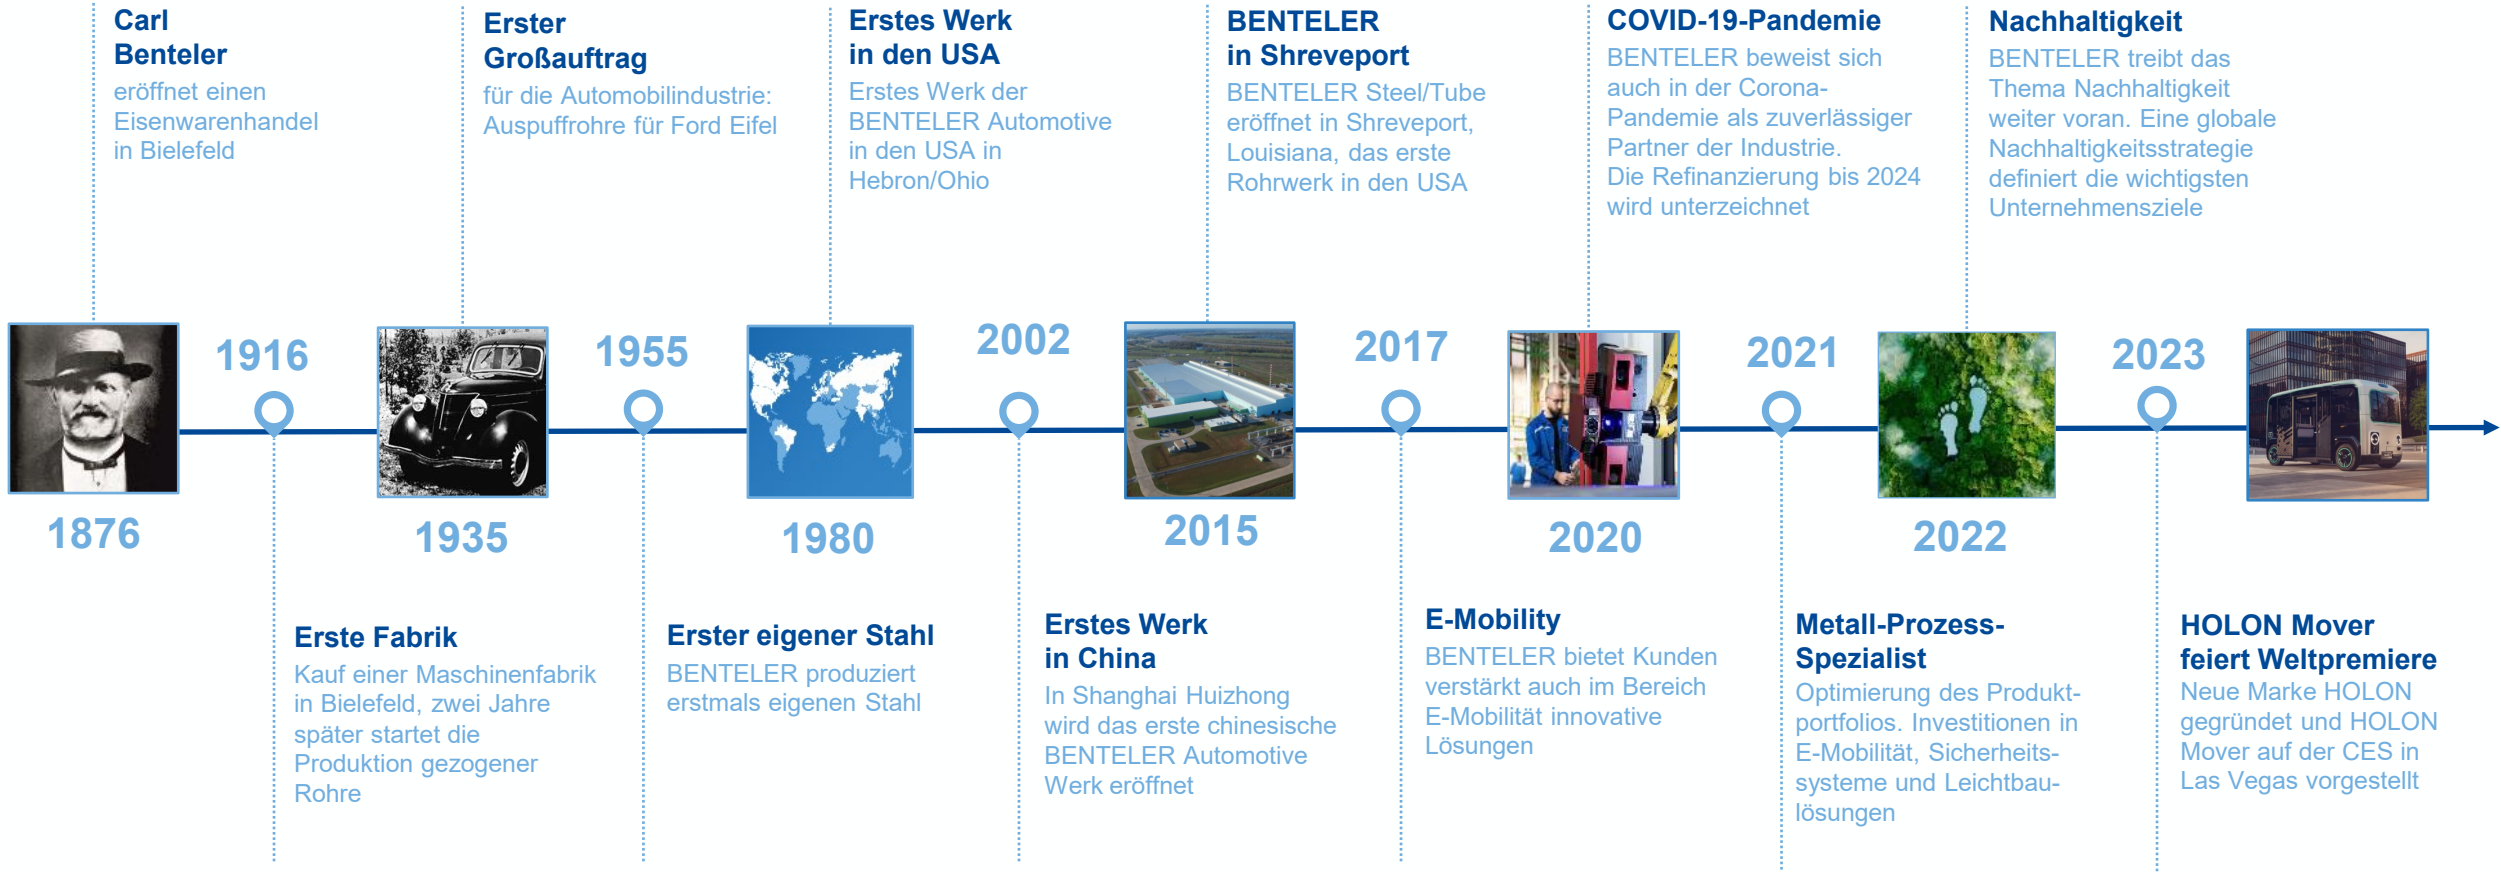 Carl
Benteler
eröffnet einen
Eisenwarenhandel
in Bielefeld
Erster
Großauftrag
für die Automobilindustrie:
Auspuffrohre für Ford Eifel
Erstes Werk
in den USA
Erstes Werk der
BENTELER Automotive
in den USA in
Hebron/Ohio
BENTELER
in Shreveport
BENTELER Steel/Tube
eröffnet in Shreveport,
Louisiana, das erste
Rohrwerk in den USA
COVID-19-Pandemie
BENTELER beweist sich
auch in der Corona-
Pandemie als zuverlässiger
Partner der Industrie.
Die Refinanzierung bis 2024
wird unterzeichnet
Nachhaltigkeit
BENTELER treibt das
Thema Nachhaltigkeit
weiter voran. Eine globale
Nachhaltigkeitsstrategie
definiert die wichtigsten
Unternehmensziele
1916
1955
2002
2017
2021
2023
1876
1935
1980
2015
2020
2022
Erste Fabrik
Kauf einer Maschinenfabrik
in Bielefeld, zwei Jahre
später startet die
Produktion gezogener
Rohre
Erster eigener Stahl
BENTELER produziert
erstmals eigenen Stahl
Erstes Werk
in China
In Shanghai Huizhong
wird das erste chinesische
BENTELER Automotive
Werk eröffnet
E-Mobility
BENTELER bietet Kunden
verstärkt auch im Bereich
E-Mobilität innovative
Lösungen
Metall-Prozess-
Spezialist
Optimierung des Produkt-
portfolios. Investitionen in
E-Mobilität, Sicherheits-
systeme und Leichtbau-
lösungen
HOLON Mover
feiert Weltpremiere
Neue Marke HOLON
gegründet und HOLON
Mover auf der CES in
Las Vegas vorgestellt